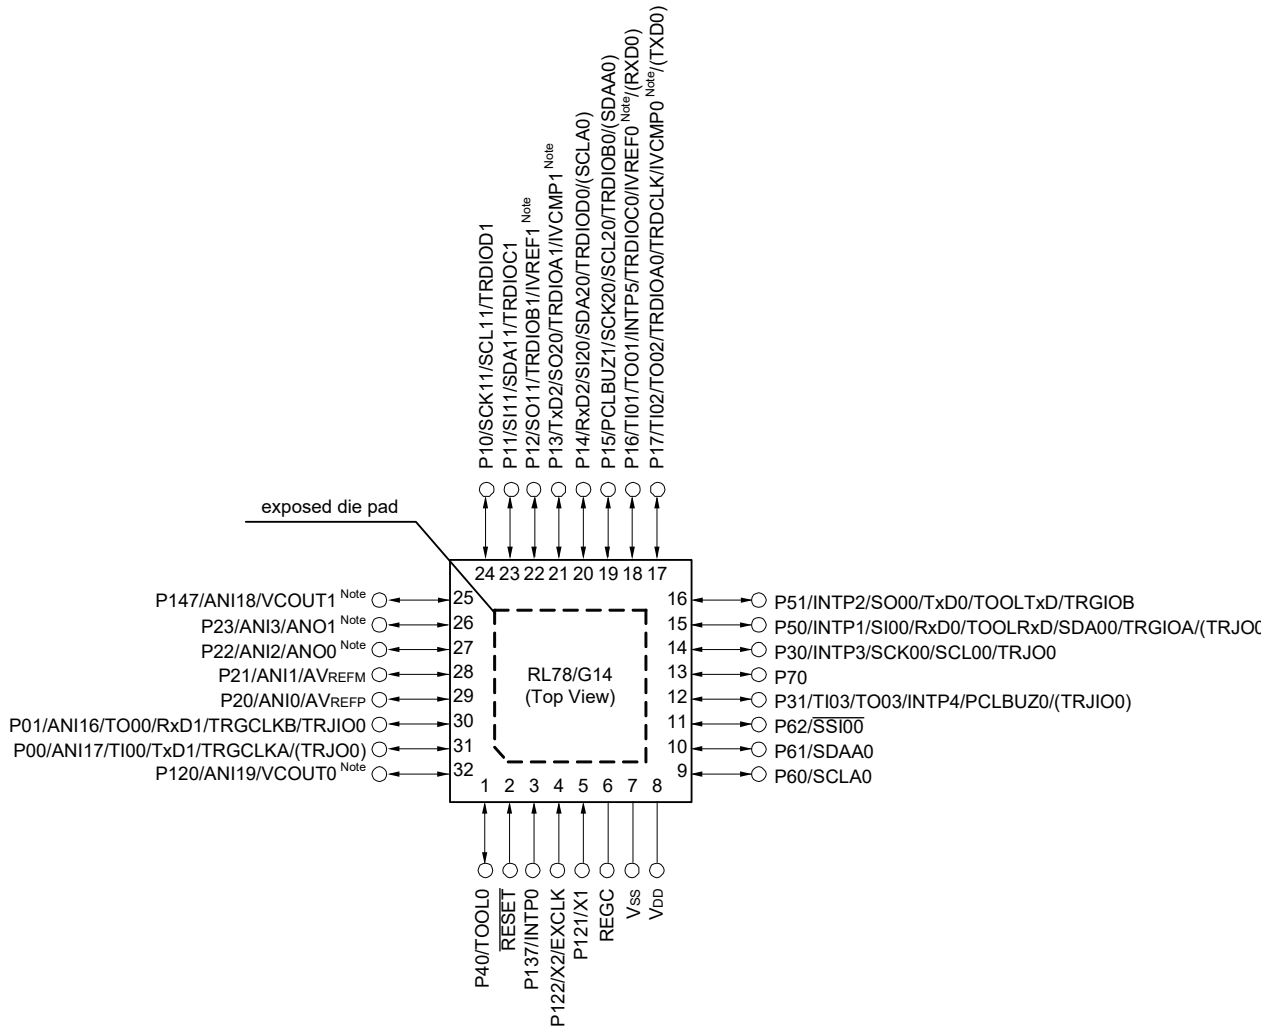 P10/SCK11/SCL11/TRDIOD1
P11/SI11/SDA11/TRDIOC1
P12/SO11/TRDIOB1/IVREF1 Note
P13/TxD2/SO20/TRDIOA1/IVCMP1 Note
P14/RxD2/SI20/SDA20/TRDIOD0/(SCLA0)
P15/PCLBUZ1/SCK20/SCL20/TRDIOB0/(SDAA0)
P16/TI01/TO01/INTP5/TRDIOC0/IVREF0 Note/(RXD0)
P17/TI02/TO02/TRDIOA0/TRDCLK/IVCMP0 Note/(TXD0)
exposed die pad
24 23 22 21 20 19 18 17
P147/ANI18/VCOUT1 Note 25
P23/ANI3/ANO1 Note 26
P22/ANI2/ANO0 Note 27
P21/ANI1/AVREFM 28
P20/ANI0/AVREFP 29
P01/ANI16/TO00/RxD1/TRGCLKB/TRJIO0 30
P00/ANI17/TI00/TxD1/TRGCLKA/(TRJO0) 31
P120/ANI19/VCOUT0 Note 32
RL78/G14
(Top View)
16 P51/INTP2/SO00/TxD0/TOOLTxD/TRGIOB
15 P50/INTP1/SI00/RxD0/TOOLRxD/SDA00/TRGIOA/(TRJO0
14 P30/INTP3/SCK00/SCL00/TRJO0
13 P70
12 P31/TI03/TO03/INTP4/PCLBUZ0/(TRJIO0)
11 P62/SSI00
10 P61/SDAA0
9 P60/SCLA0
1 2 3 4 5 6 7 8
P40/TOOL0
RESET
P137/INTP0
P122/X2/EXCLK
P121/X1
REGC
VSS
VDD